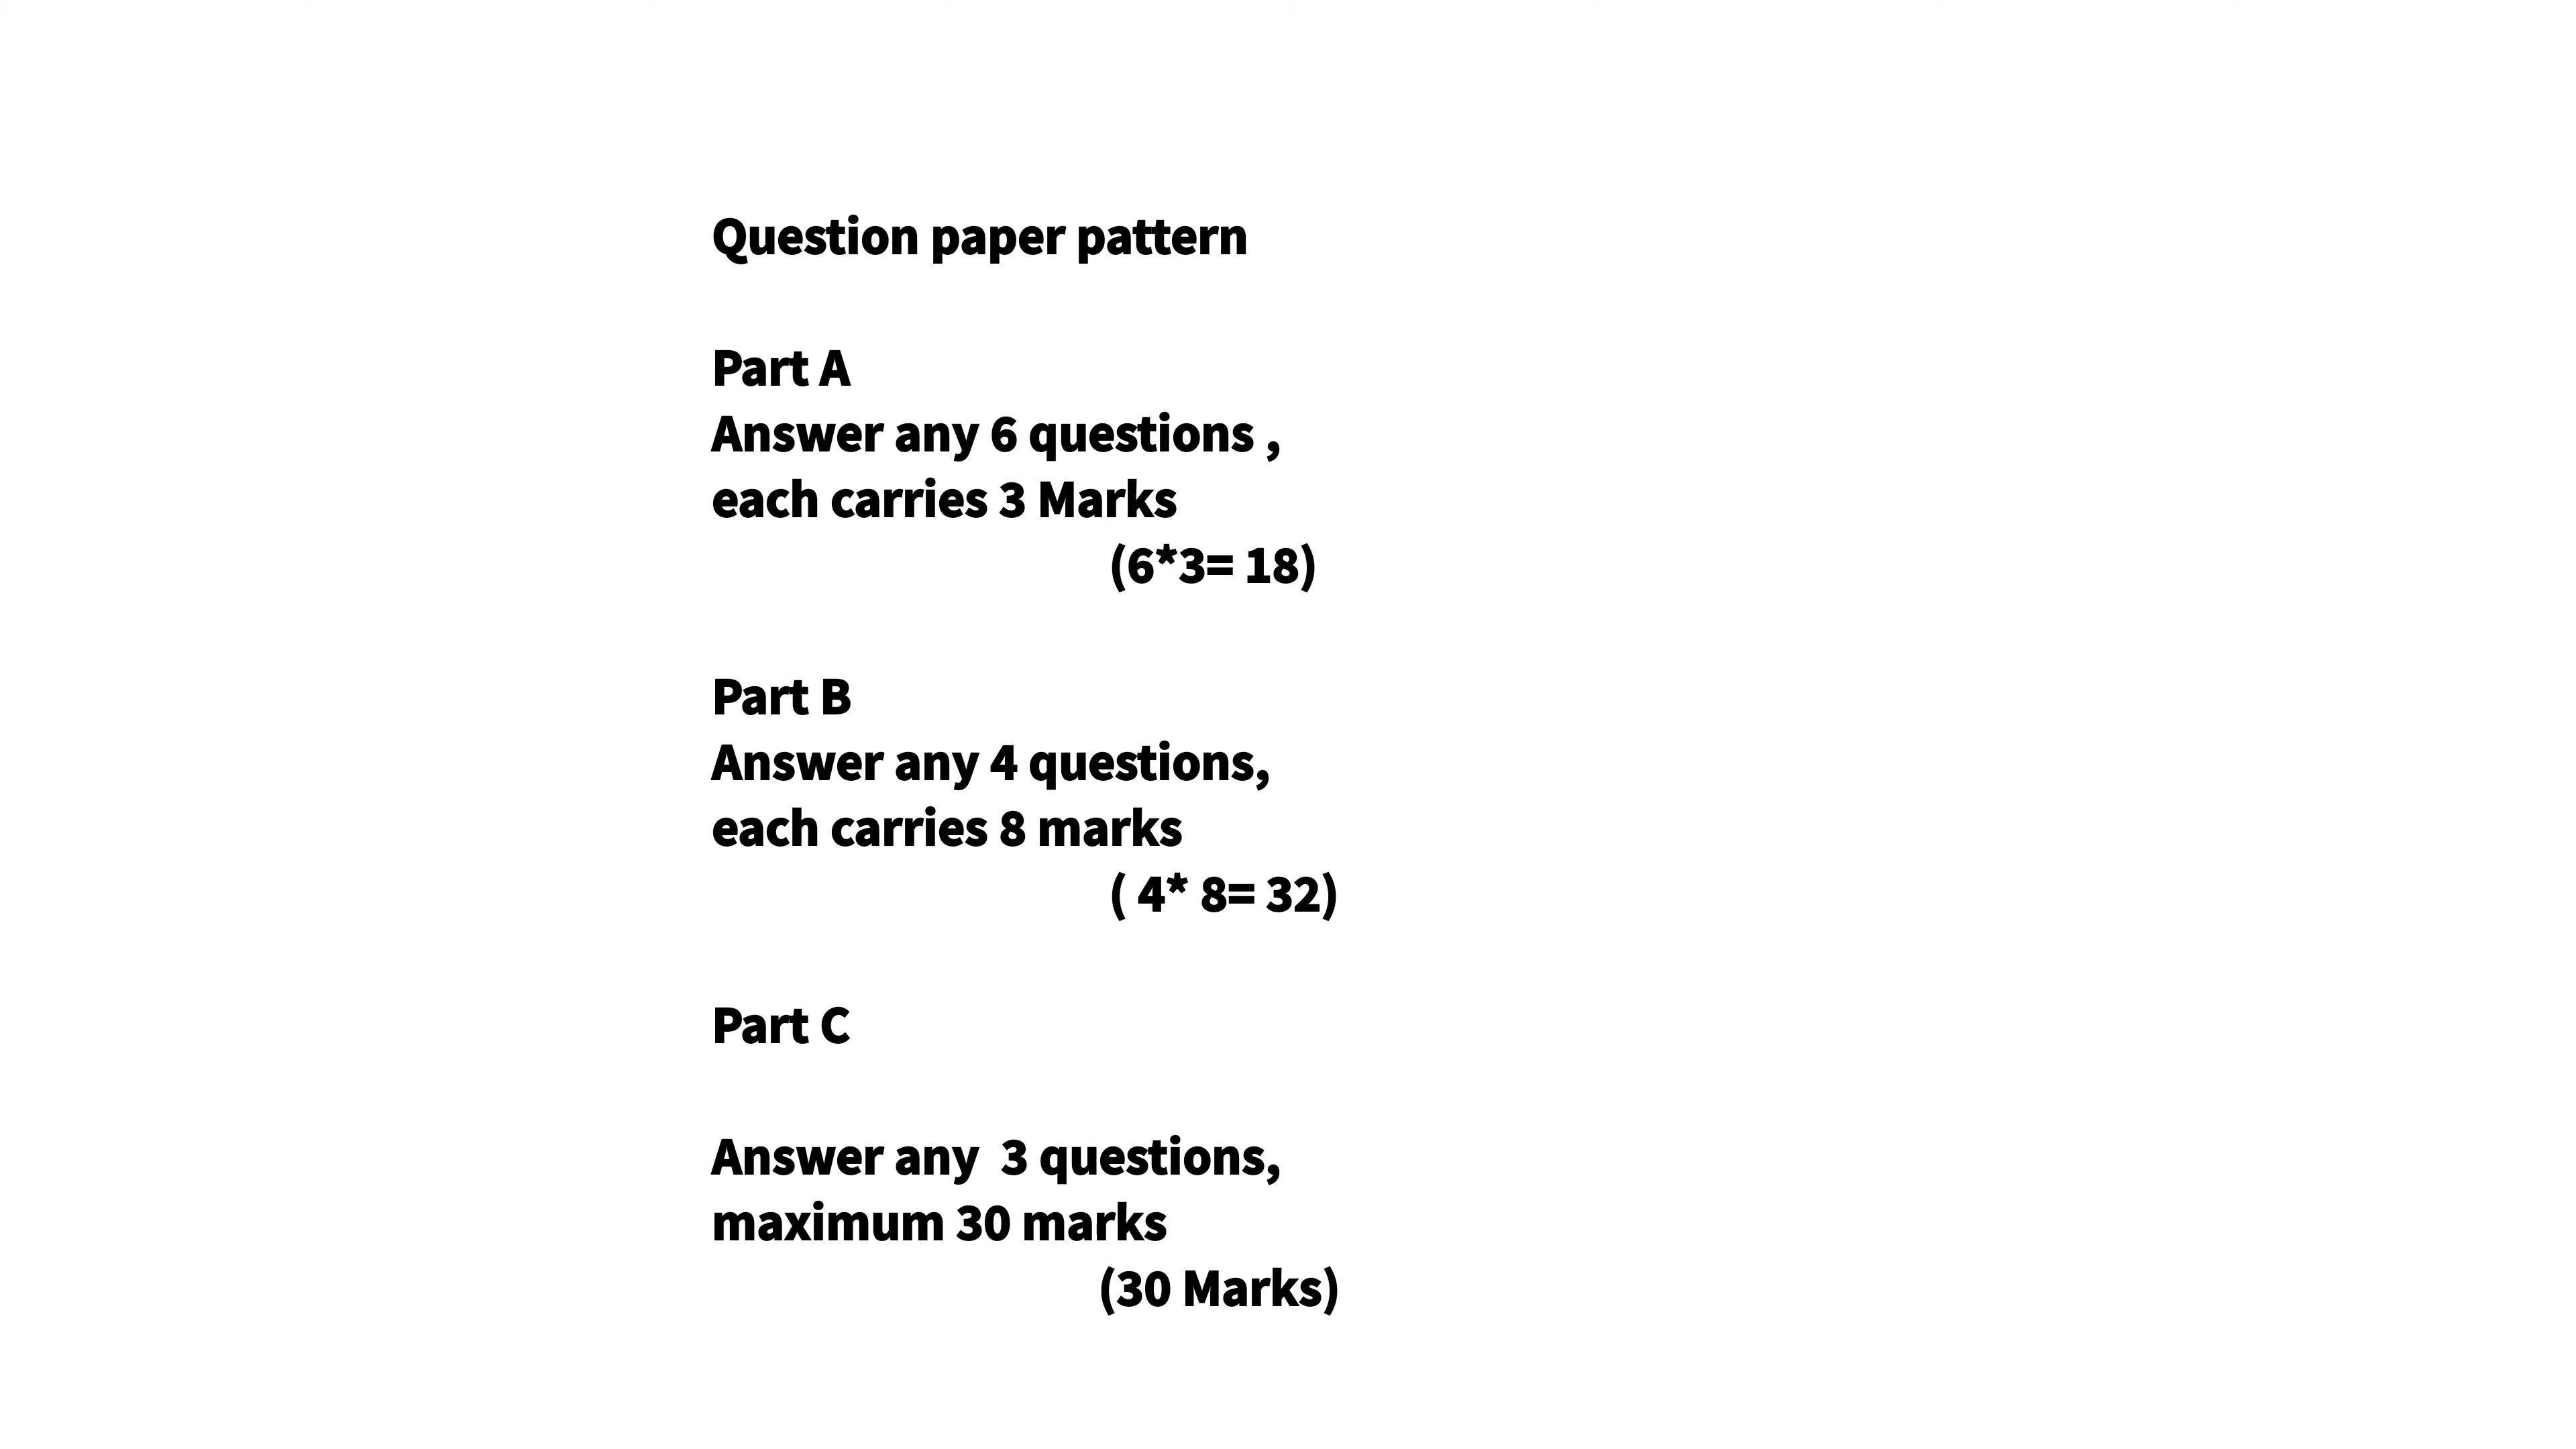 Question paper pattern
Part A
Answer any 6 questions ,
each carries 3 Marks
(6*3= 18)
Part B
Answer any 4 questions,
each carries 8 marks
( 4* 8= 32)
Part C
Answer any  3 questions,
maximum 30 marks
(30 Marks)